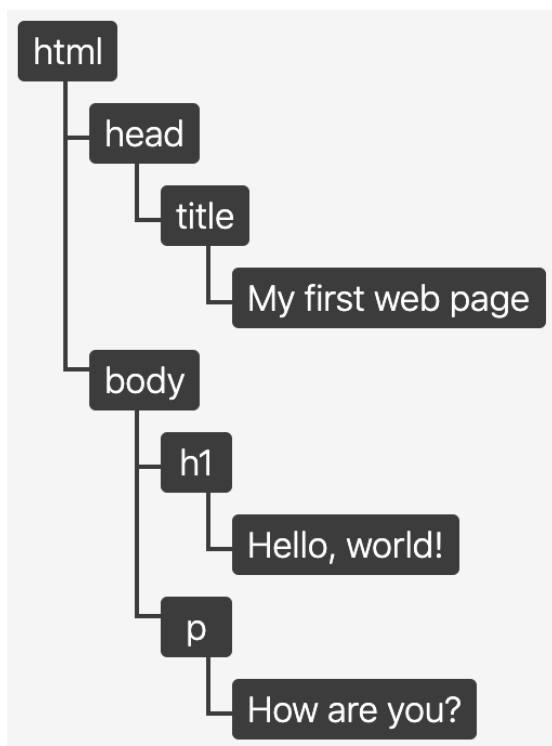 html
head
title
My first web page
body
h1
Hello, world!
p
How are you?